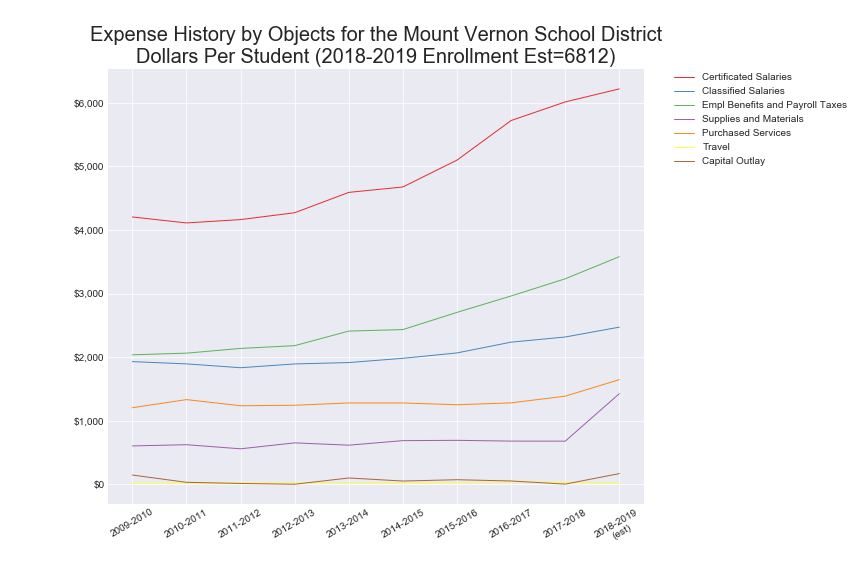 Expense History by Objects for the Mount Vernon School District
Dollars Per Student (2018-2019 Enrollment Est=6812)
Certificated Salaries
Classified Salaries
Empl Benefits and Payroll Taxes
Supplies and Materials
Purchased Services
Travel
Capital Outlay
$6,000
$5,000
$4,000
$3,000
$2,000
$1,000
$0
2009-2010
2010-2011
2011-2012
2012-2013
2013-2014
2014-2015
2015-2016
2016-2017
2017-2018
2018-2019
(est)